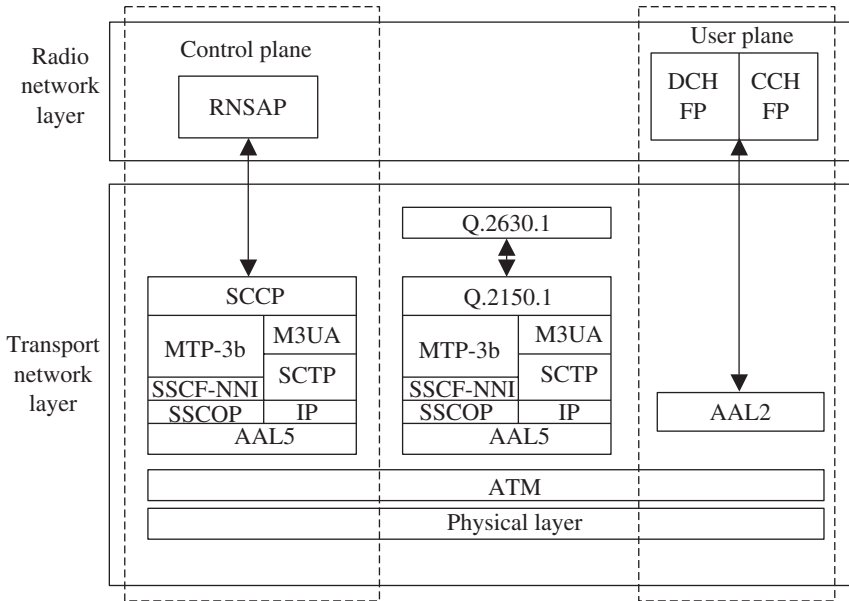 Radio
network
layer
Control plane
RNSAP
User plane
DCH
FP
CCH
FP
Transport
network
layer
SCCP
MTP-3b
M3UA
SCTP
SSCF-NNI
SSCOP
IP
AAL5
Q.2630.1
Q.2150.1
MTP-3b
M3UA
SCTP
SSCF-NNI
SSCOP
IP
AAL5
AAL2
ATM
Physical layer